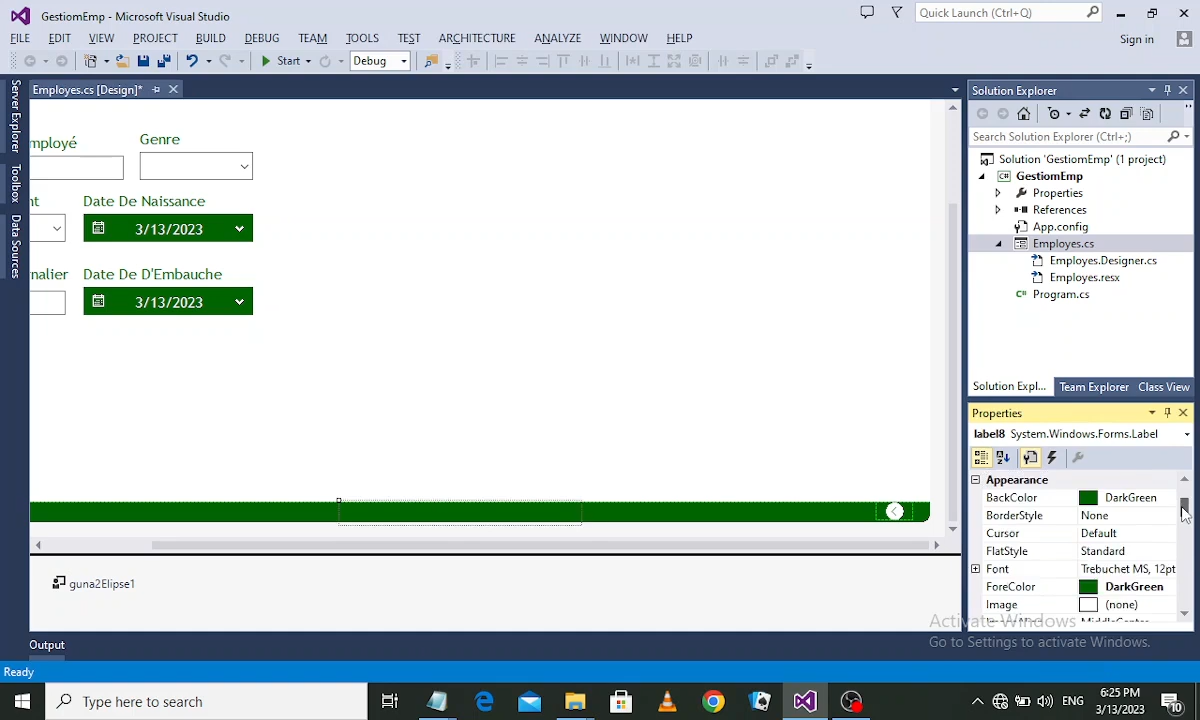 GestiomEmp - Microsoft Visual Studio
Quick Launch (Ctrl+Q)
FILE EDIT VIEW PROJECT BUILD DEBUG TEAM TOOLS TEST ARCHITECTURE ANALYZE WINDOW HELP
Sign in
Start Debug
Server Explorer
Toolbox
Data Sources
Employes.cs [Design]*
mployé
Genre
nt
Date De Naissance
3/13/2023
nalier
Date De D'Embauche
3/13/2023
guna2Elipse1
Output
Solution Explorer
Search Solution Explorer (Ctrl+;)
Solution 'GestiomEmp' (1 project)
GestiomEmp
Properties
References
App.config
Employes.cs
Employes.Designer.cs
Employes.resx
Program.cs
Solution Expl... Team Explorer Class View
Properties
label8 System.Windows.Forms.Label
Appearance
BackColor DarkGreen
BorderStyle None
Cursor Default
FlatStyle Standard
Font Trebuchet MS, 12pt
ForeColor DarkGreen
Image (none)
Activate Windows
Go to Settings to activate Windows.
Ready
Type here to search
ENG
6:25 PM
3/13/2023
10